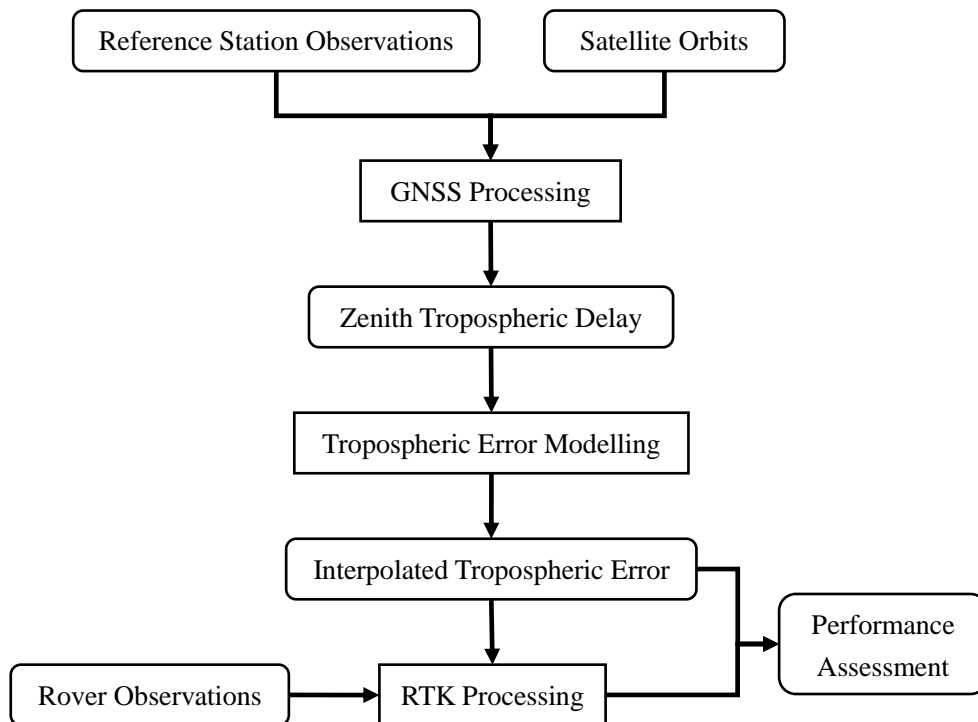 Reference Station Observations
Satellite Orbits
GNSS Processing
Zenith Tropospheric Delay
Tropospheric Error Modelling
Interpolated Tropospheric Error
Performance
Assessment
Rover Observations
RTK Processing